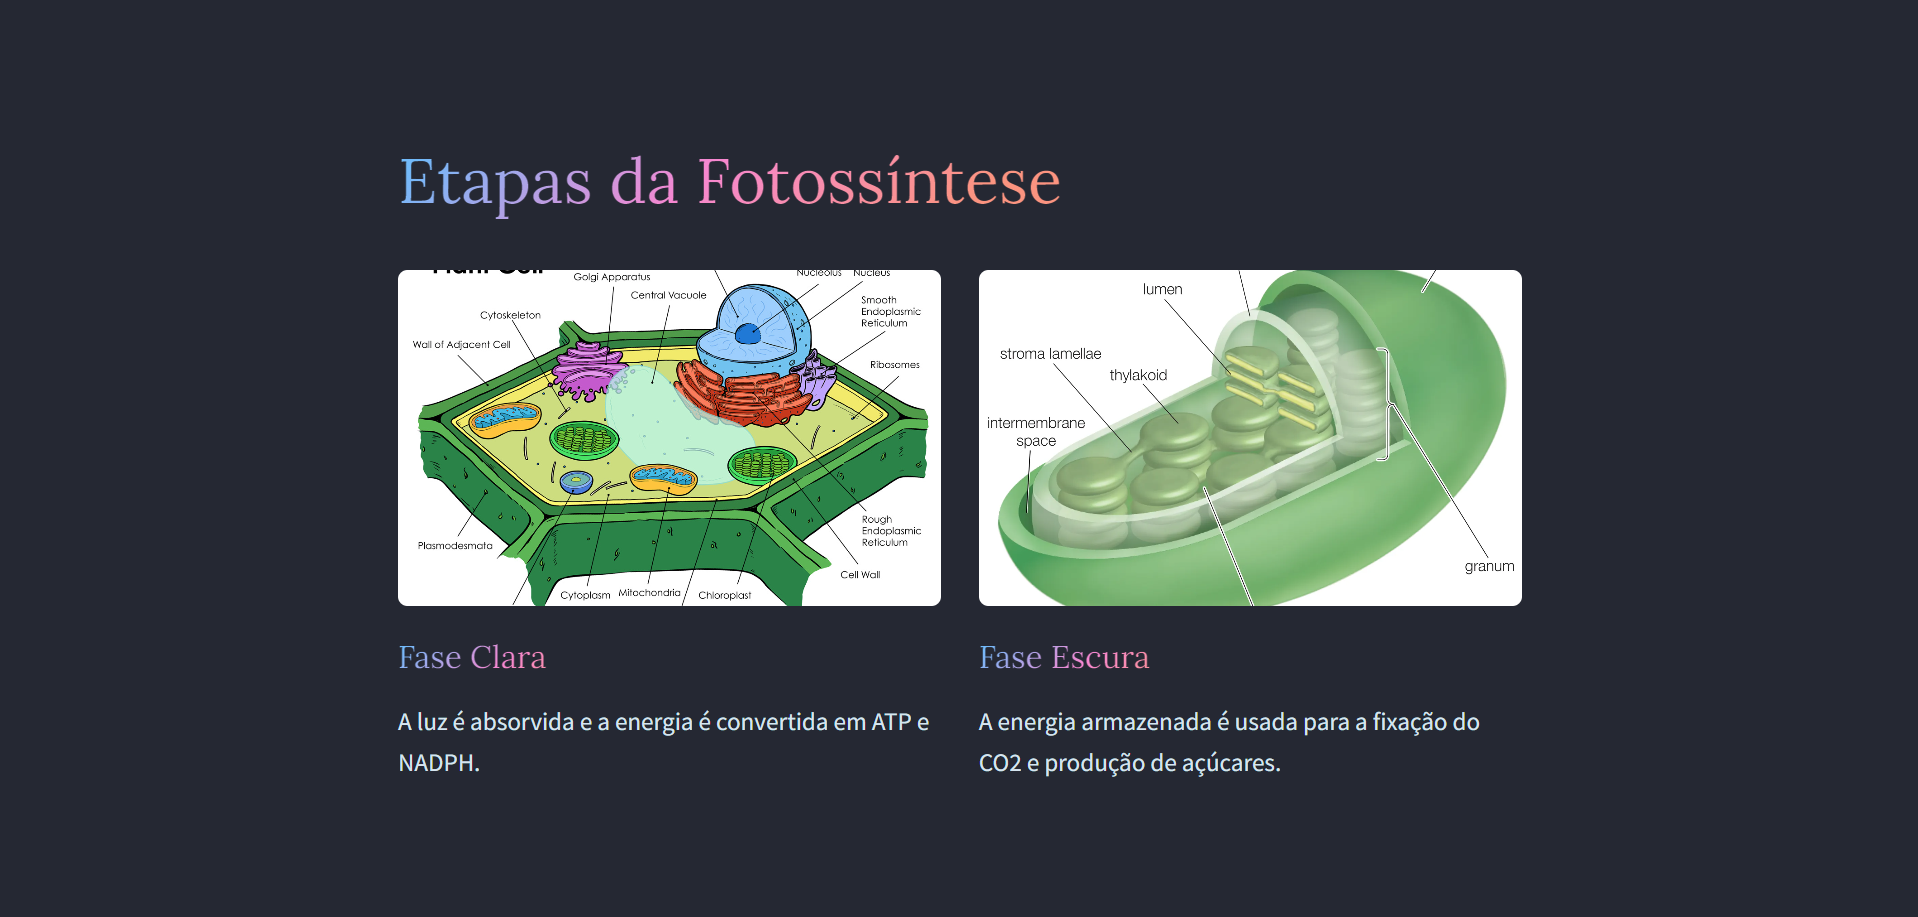 Etapas da Fotossíntese
Plant Cell
Golgi Apparatus
Nucleolus
Nucleus
Central Vacuole
Smooth
Endoplasmic
Reticulum
Cytoskeleton
Wall of Adjacent Cell
Ribosomes
Rough
Endoplasmic
Reticulum
Plasmodesmata
Cell Wall
Cytoplasm
Mitochondria
Chloroplast
lumen
stroma lamellae
thylakoid
intermembrane
space
granum
Fase Clara
A luz é absorvida e a energia é convertida em ATP e
NADPH.
Fase Escura
A energia armazenada é usada para a fixação do
CO2 e produção de açúcares.